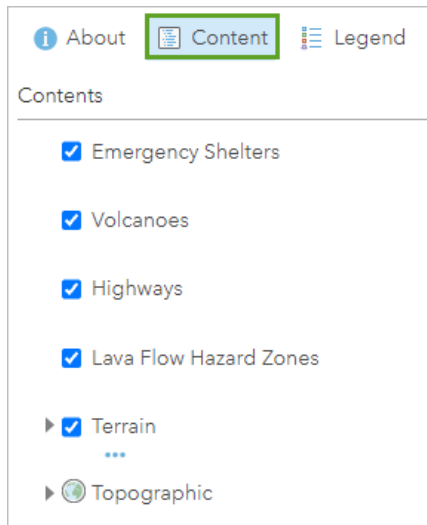 About Content Legend
Contents
Emergency Shelters
Volcanoes
Highways
Lava Flow Hazard Zones
Terrain
Topographic